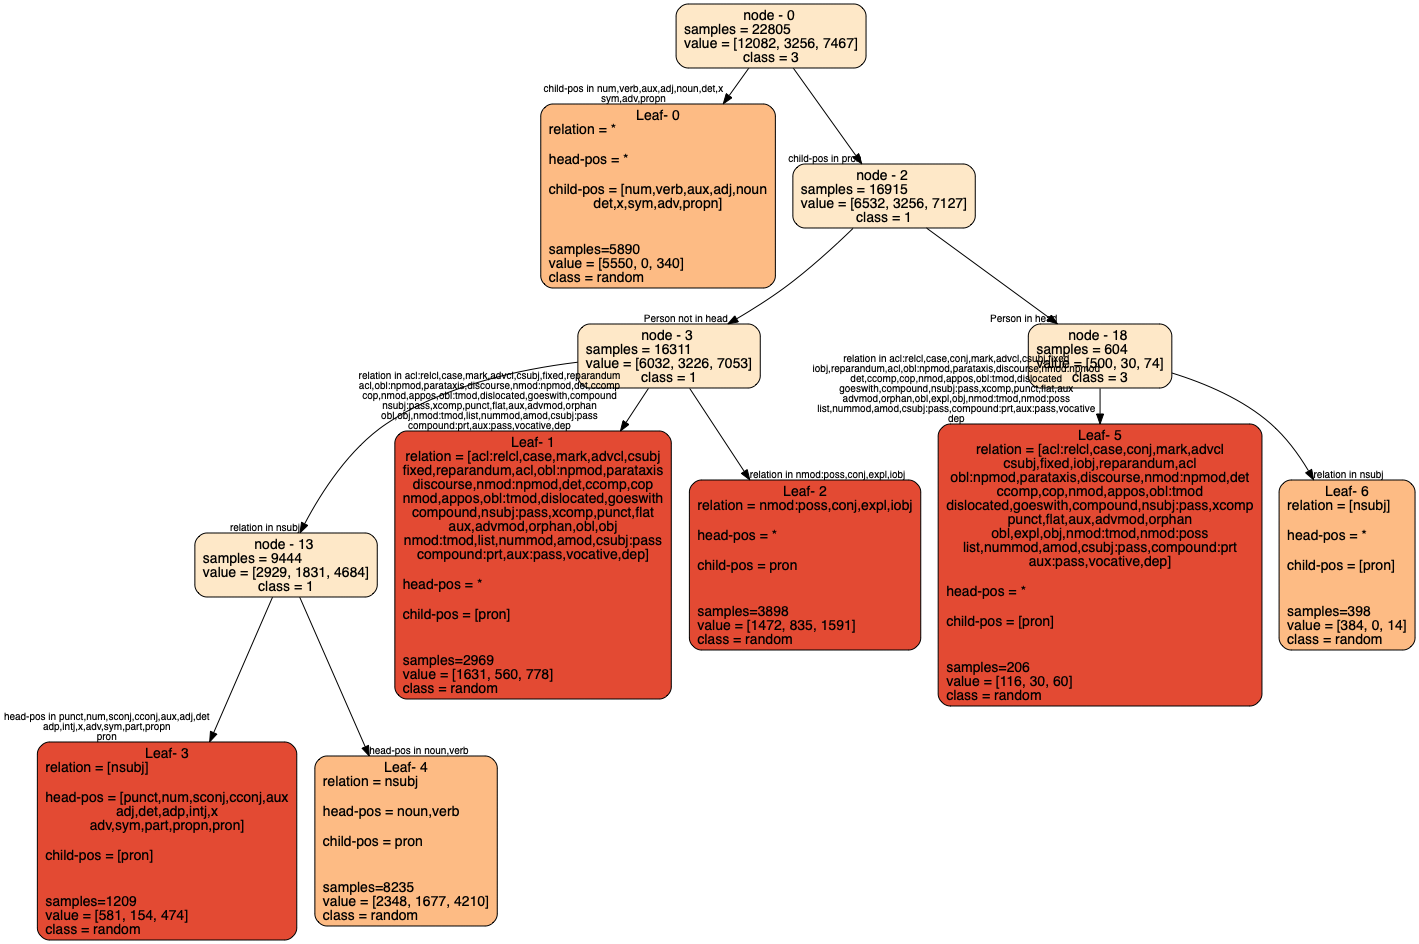 node - 0
samples = 22805
value = [12082, 3256, 7467]
class = 3
child-pos in num,verb,aux,adj,noun,det,x
sym,adv,propn
Leaf- 0
relation = *
head-pos = *
child-pos = [num,verb,aux,adj,noun
det,x,sym,adv,propn]
samples=5890
value = [5550, 0, 340]
class = random
child-pos in pron
node - 2
samples = 16915
value = [6532, 3256, 7127]
class = 1
Person not in head
node - 3
samples = 16311
value = [6032, 3226, 7053]
class = 1
Person in head
node - 18
samples = 604
value = [500, 30, 74]
class = 3
relation in acl:relcl,case,mark,advcl,csubj,fixed,reparandum
acl,obl:npmod,parataxis,discourse,nmod:npmod,det,ccomp
cop,nmod,appos,obl:tmod,dislocated,goeswith,compound
nsubj:pass,xcomp,punct,flat,aux,advmod,orphan
obl,obj,nmod:tmod,list,nummod,amod,csubj:pass
compound:prt,aux:pass,vocative,dep
Leaf- 1
relation = [acl:relcl,case,mark,advcl,csubj
fixed,reparandum,acl,obl:npmod,parataxis
discourse,nmod:npmod,det,ccomp,cop
nmod,appos,obl:tmod,dislocated,goeswith
compound,nsubj:pass,xcomp,punct,flat
aux,advmod,orphan,obl,obj
nmod:tmod,list,nummod,amod,csubj:pass
compound:prt,aux:pass,vocative,dep]
head-pos = *
child-pos = [pron]
samples=2969
value = [1631, 560, 778]
class = random
relation in nmod:poss,conj,expl,iobj
Leaf- 2
relation = nmod:poss,conj,expl,iobj
head-pos = *
child-pos = pron
samples=3898
value = [1472, 835, 1591]
class = random
relation in acl:relcl,case,conj,mark,advcl,csubj,fixed
iobj,reparandum,acl,obl:npmod,parataxis,discourse,nmod:npmod
det,ccomp,cop,nmod,appos,obl:tmod,dislocated
goeswith,compound,nsubj:pass,xcomp,punct,flat,aux
advmod,orphan,obl,expl,obj,nmod:tmod,nmod:poss
list,nummod,amod,csubj:pass,compound:prt,aux:pass,vocative
dep
Leaf- 5
relation = [acl:relcl,case,conj,mark,advcl
csubj,fixed,iobj,reparandum,acl
obl:npmod,parataxis,discourse,nmod:npmod,det
ccomp,cop,nmod,appos,obl:tmod
dislocated,goeswith,compound,nsubj:pass,xcomp
punct,flat,aux,advmod,orphan
obl,expl,obj,nmod:tmod,nmod:poss
list,nummod,amod,csubj:pass,compound:prt
aux:pass,vocative,dep]
head-pos = *
child-pos = [pron]
samples=206
value = [116, 30, 60]
class = random
relation in nsubj
Leaf- 6
relation = [nsubj]
head-pos = *
child-pos = [pron]
samples=398
value = [384, 0, 14]
class = random
relation in nsubj
node - 13
samples = 9444
value = [2929, 1831, 4684]
class = 1
head-pos in punct,num,sconj,cconj,aux,adj,det
adp,intj,x,adv,sym,part,propn
pron
Leaf- 3
relation = [nsubj]
head-pos = [punct,num,sconj,cconj,aux
adj,det,adp,intj,x
adv,sym,part,propn,pron]
child-pos = [pron]
samples=1209
value = [581, 154, 474]
class = random
head-pos in noun,verb
Leaf- 4
relation = nsubj
head-pos = noun,verb
child-pos = pron
samples=8235
value = [2348, 1677, 4210]
class = random